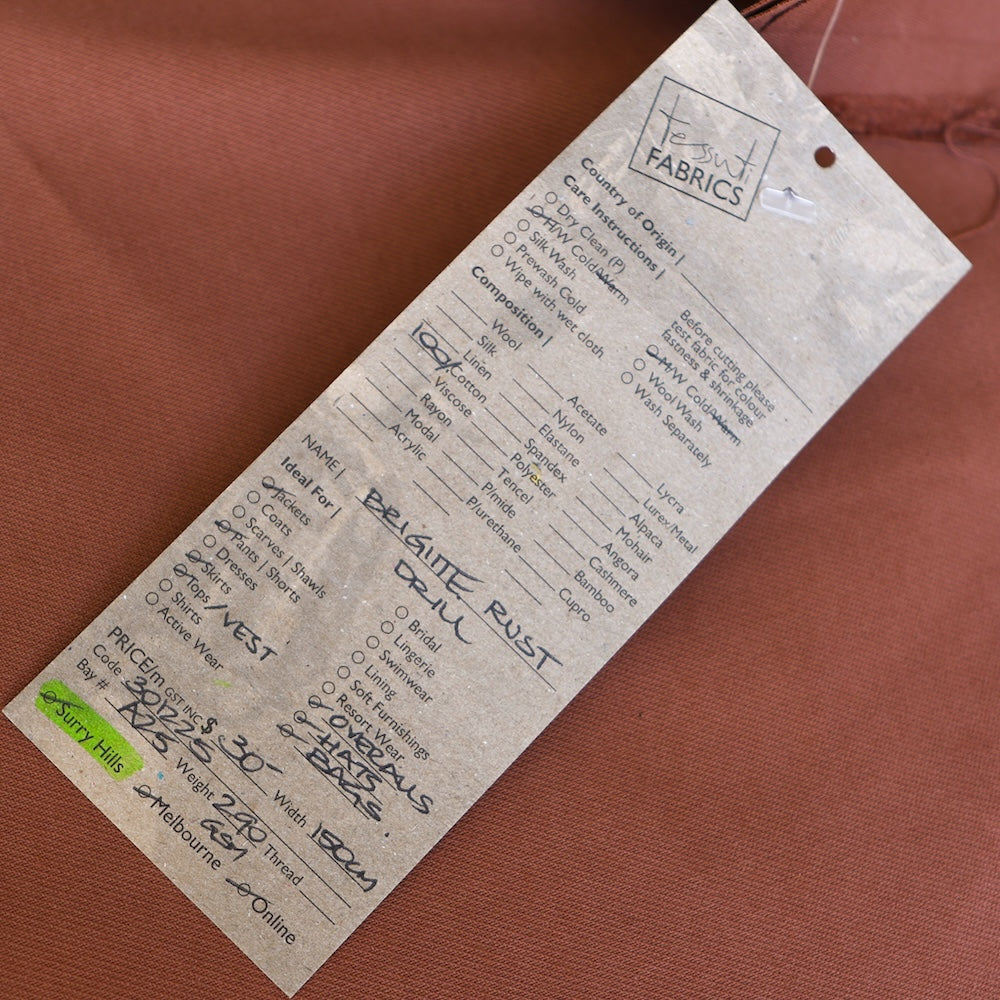 tessuti
FABRICS
Country of Origin |
Care Instructions |
Dry Clean (P)
H/W Cold/Warm
Silk Wash
Prewash Cold
Wipe with wet cloth
Before cutting please
test fabric for colour
fastness & shrinkage
M/W Cold/Warm
Wool Wash
Wash Separately
Composition |
Wool
Silk
Linen
100/Cotton
Viscose
Rayon
Modal
Acrylic
Acetate
Nylon
Elastane
Spandex
Polyester
Tencel
P/mide
P/urethane
Lycra
Lurex/Metal
Alpaca
Mohair
Angora
Cashmere
Bamboo
Cupro
NAME | BRIGITTE RUST
DRILL
Ideal For |
Jackets
Coats
Scarves | Shawls
Pants | Shorts
Dresses
Skirts
Tops / VEST
Shirts
Active Wear
Bridal
Lingerie
Swimwear
Lining
Soft Furnishings
Resort Wear
OVERALLS
HATS
BAGS.
PRICE/m GST INC $ 30- Width 150cm
Code 301225 Weight 290 GSM Thread
Bay # A25
Surry Hills
Melbourne
Online